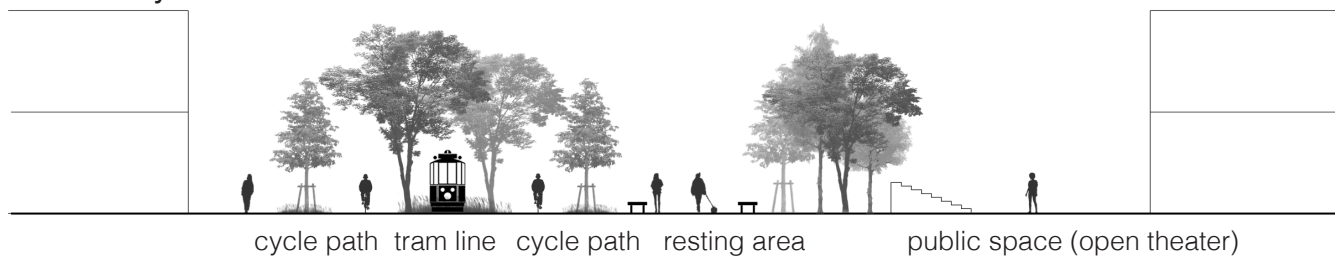 cycle path tram line cycle path resting area public space (open theater)